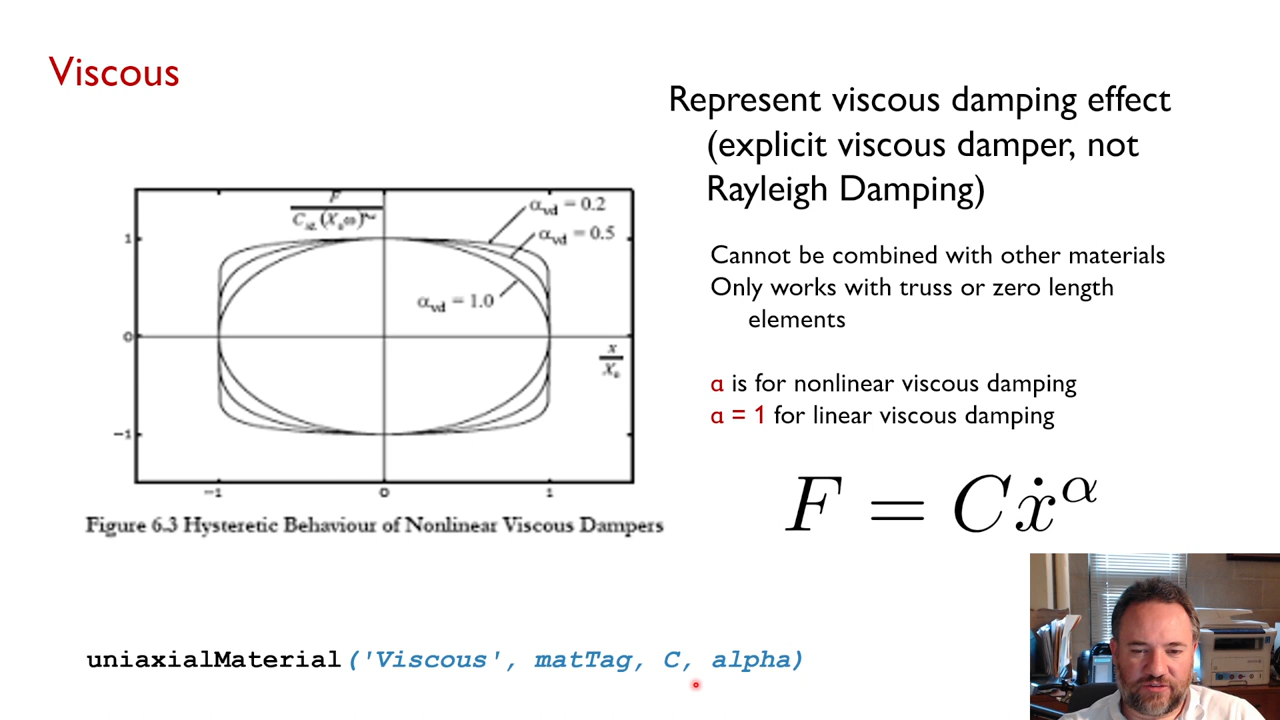 Viscous
Represent viscous damping effect
(explicit viscous damper, not
Rayleigh Damping)
Cannot be combined with other materials
Only works with truss or zero length
elements
α is for nonlinear viscous damping
α = 1 for linear viscous damping
F = Cẋ^α
F
α_vd = 0.2
α_vd = 0.5
α_vd = 1.0
1
0
−1
x
X₀
−1 0 1
Figure 6.3 Hysteretic Behaviour of Nonlinear Viscous Dampers
uniaxialMaterial('Viscous', matTag, C, alpha)